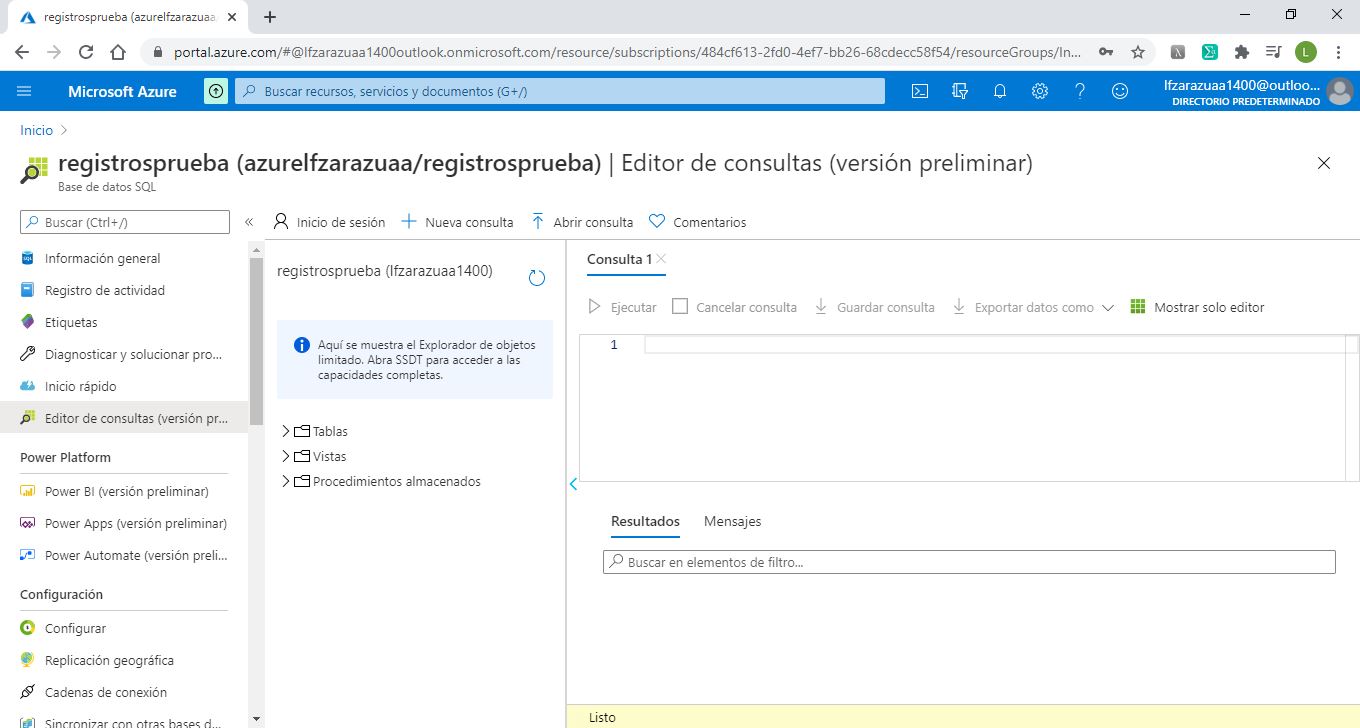 registrosprueba (azurelfzarazuaa
portal.azure.com/#@lfzarazuaa1400outlook.onmicrosoft.com/resource/subscriptions/484cf613-2fd0-4ef7-bb26-68cdecc58f54/resourceGroups/In...
L
Microsoft Azure
Buscar recursos, servicios y documentos (G+/)
lfzarazuaa1400@outloo...
DIRECTORIO PREDETERMINADO
Inicio
registrosprueba (azurelfzarazuaa/registrosprueba) | Editor de consultas (versión preliminar)
Base de datos SQL
Buscar (Ctrl+/)
«
Inicio de sesión
Nueva consulta
Abrir consulta
Comentarios
Información general
Registro de actividad
Etiquetas
Diagnosticar y solucionar pro...
Inicio rápido
Editor de consultas (versión pr...
Power Platform
Power BI (versión preliminar)
Power Apps (versión preliminar)
Power Automate (versión preli...
Configuración
Configurar
Replicación geográfica
Cadenas de conexión
Sincronizar con otras bases d...
registrosprueba (lfzarazuaa1400)
Aquí se muestra el Explorador de objetos
limitado. Abra SSDT para acceder a las
capacidades completas.
Tablas
Vistas
Procedimientos almacenados
Consulta 1
Ejecutar
Cancelar consulta
Guardar consulta
Exportar datos como
Mostrar solo editor
1
Resultados
Mensajes
Buscar en elementos de filtro...
Listo